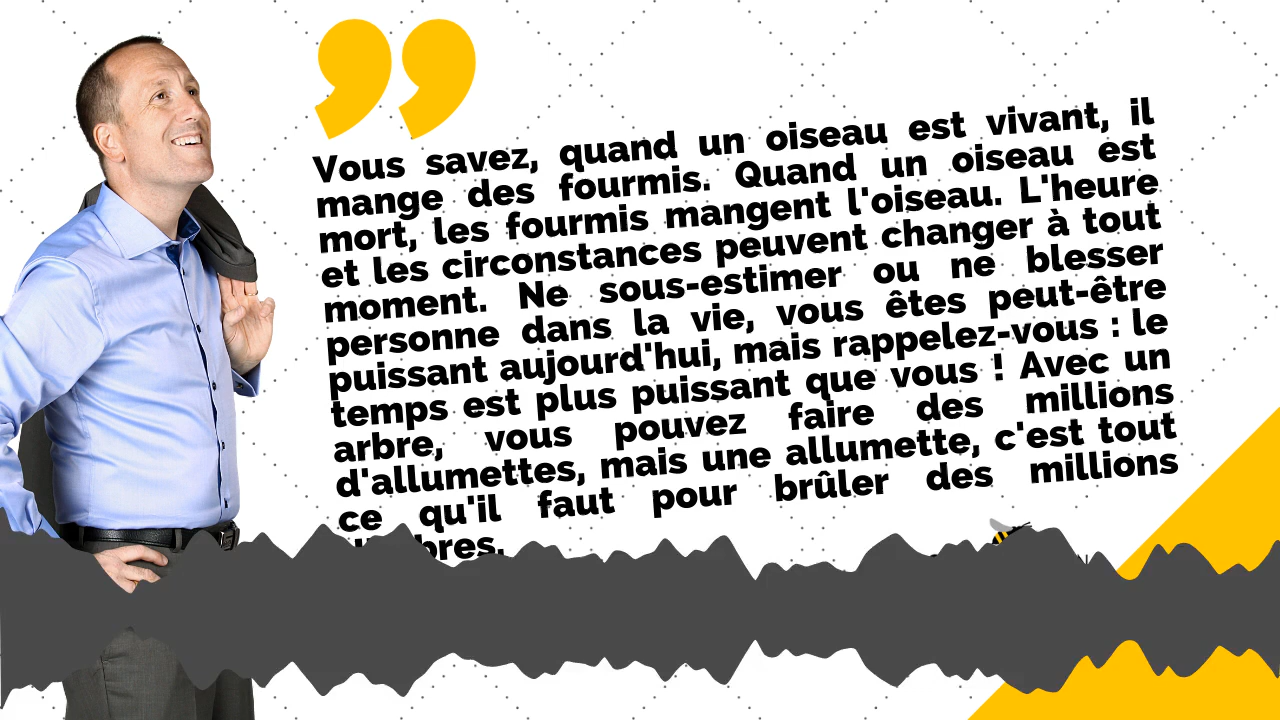 Vous savez, quand un oiseau est vivant, il
mange des fourmis. Quand un oiseau est
mort, les fourmis mangent l'oiseau. L'heure
et les circonstances peuvent changer à tout
moment. Ne sous-estimer ou ne blesser
personne dans la vie, vous êtes peut-être
puissant aujourd'hui, mais rappelez-vous : le
temps est plus puissant que vous ! Avec un
arbre, vous pouvez faire des millions
d'allumettes, mais une allumette, c'est tout
ce qu'il faut pour brûler des millions